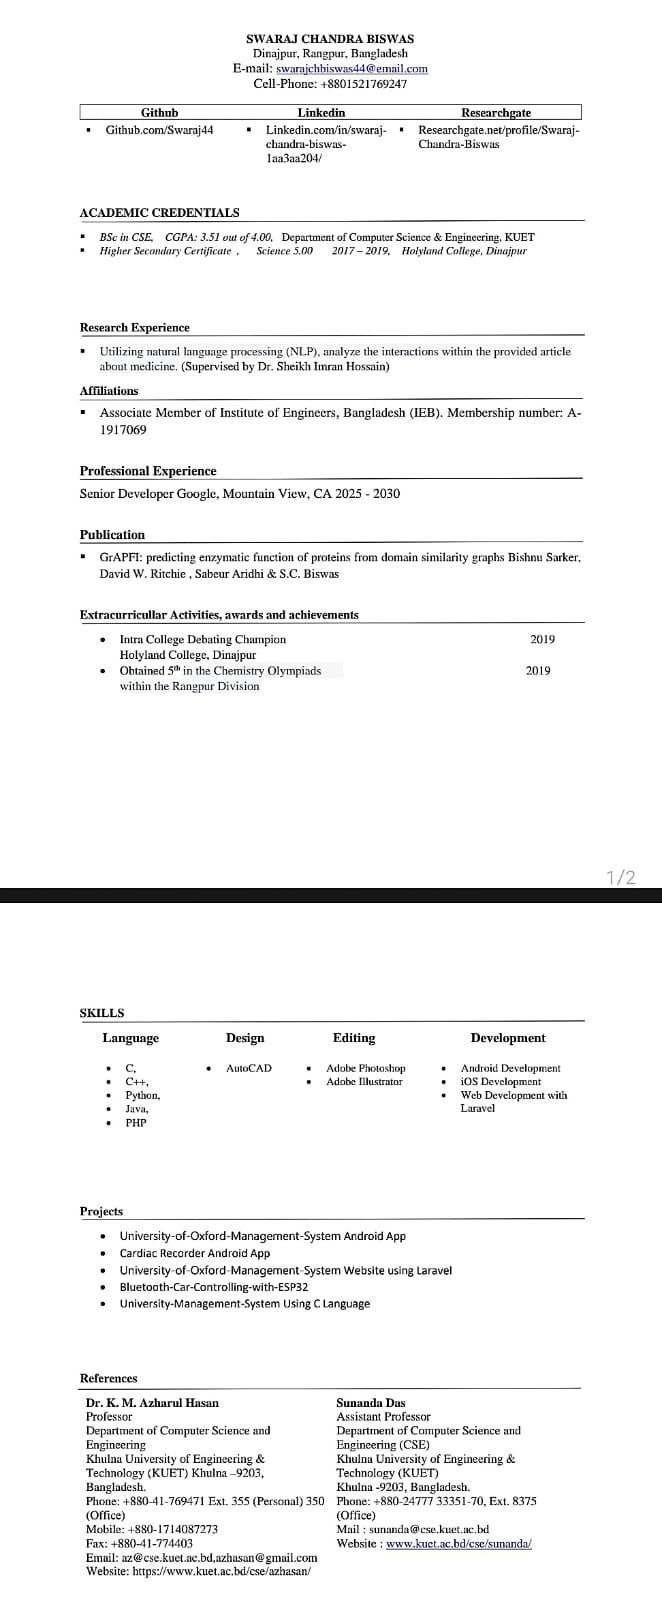 SWARAJ CHANDRA BISWAS
Dinajpur, Rangpur, Bangladesh
E-mail: swarajchbiswas44@email.com
Cell-Phone: +8801521769247
Github Linkedin Researchgate
▪ Github.com/Swaraj44 ▪ Linkedin.com/in/swaraj- ▪ Researchgate.net/profile/Swaraj-
chandra-biswas- Chandra-Biswas
1aa3aa204/
ACADEMIC CREDENTIALS
▪ BSc in CSE, CGPA: 3.51 out of 4.00, Department of Computer Science & Engineering, KUET
▪ Higher Secondary Certificate , Science 5.00 2017 – 2019, Holyland College, Dinajpur
Research Experience
▪ Utilizing natural language processing (NLP), analyze the interactions within the provided article
about medicine. (Supervised by Dr. Sheikh Imran Hossain)
Affiliations
▪ Associate Member of Institute of Engineers, Bangladesh (IEB). Membership number: A-
1917069
Professional Experience
Senior Developer Google, Mountain View, CA 2025 - 2030
Publication
▪ GrAPFI: predicting enzymatic function of proteins from domain similarity graphs Bishnu Sarker,
David W. Ritchie , Sabeur Aridhi & S.C. Biswas
Extracurricullar Activities, awards and achievements
• Intra College Debating Champion 2019
Holyland College, Dinajpur
• Obtained 5th in the Chemistry Olympiads 2019
within the Rangpur Division
1/2
SKILLS
Language Design Editing Development
• C, • AutoCAD • Adobe Photoshop • Android Development
• C++, • Adobe Illustrator • iOS Development
• Python, • Web Development with
• Java, Laravel
• PHP
Projects
• University-of-Oxford-Management-System Android App
• Cardiac Recorder Android App
• University-of-Oxford-Management-System Website using Laravel
• Bluetooth-Car-Controlling-with-ESP32
• University-Management-System Using C Language
References
Dr. K. M. Azharul Hasan
Professor
Department of Computer Science and
Engineering
Khulna University of Engineering &
Technology (KUET) Khulna –9203,
Bangladesh.
Phone: +880-41-769471 Ext. 355 (Personal) 350
(Office)
Mobile: +880-1714087273
Fax: +880-41-774403
Email: az@cse.kuet.ac.bd,azhasan@gmail.com
Website: https://www.kuet.ac.bd/cse/azhasan/
Sunanda Das
Assistant Professor
Department of Computer Science and
Engineering (CSE)
Khulna University of Engineering &
Technology (KUET)
Khulna -9203, Bangladesh.
Phone: +880-24777 33351-70, Ext. 8375
(Office)
Mail : sunanda@cse.kuet.ac.bd
Website : www.kuet.ac.bd/cse/sunanda/